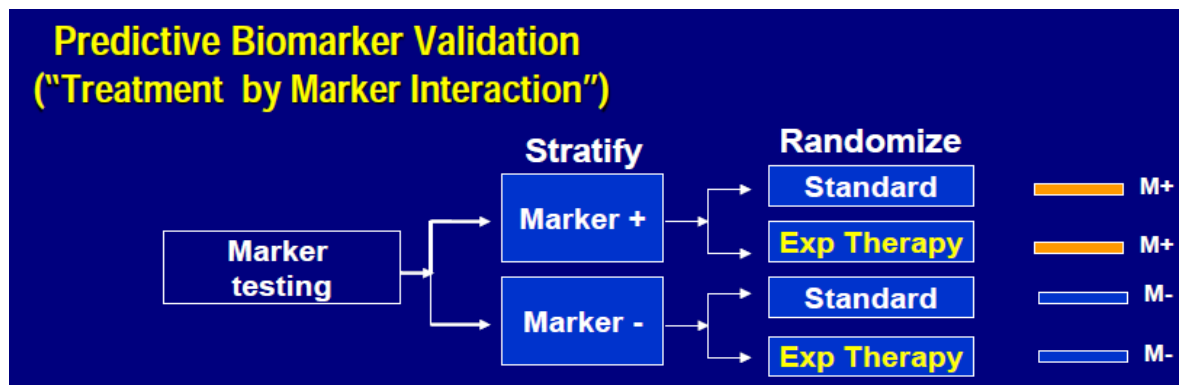 Predictive Biomarker Validation
("Treatment by Marker Interaction")
Stratify
Randomize
Marker
testing
Marker +
Standard
M+
Exp Therapy
M+
Marker -
Standard
M-
Exp Therapy
M-